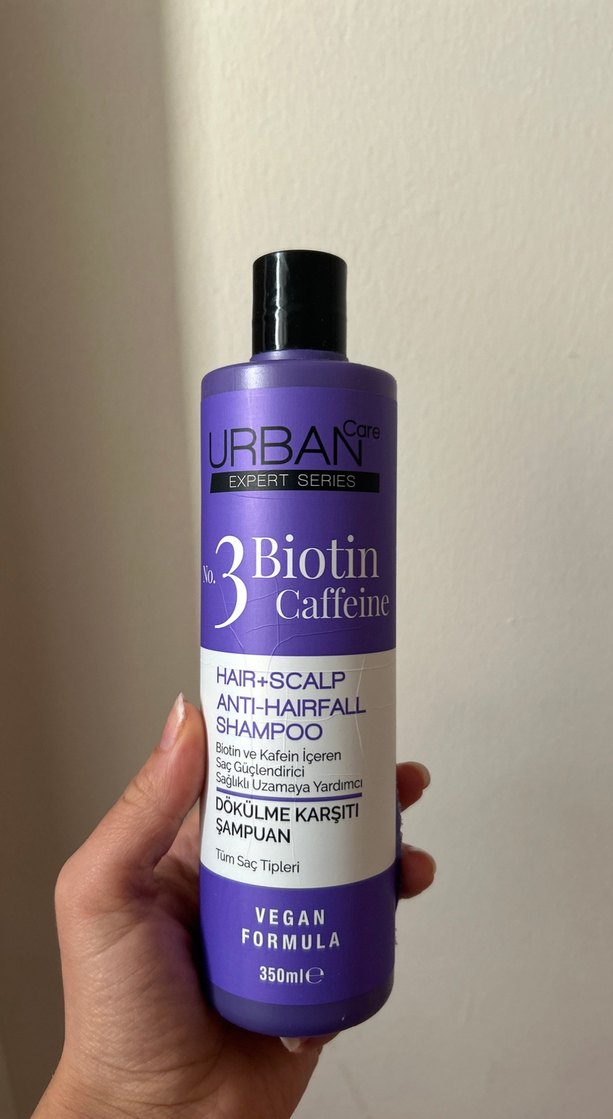 URBAN Care
EXPERT SERIES
No. 3 Biotin
Caffeine
HAIR+SCALP
ANTI-HAIRFALL
SHAMPOO
Biotin ve Kafein İçeren
Saç Güçlendirici
Sağlıklı Uzamaya Yardımcı
DÖKÜLME KARŞITI
ŞAMPUAN
Tüm Saç Tipleri
VEGAN
FORMULA
350ml℮